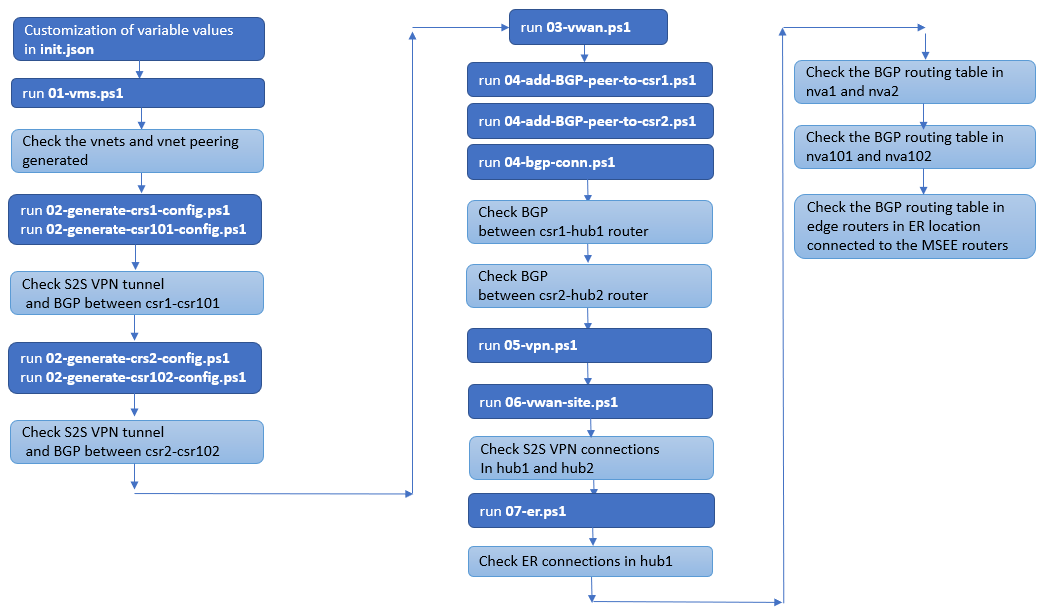 Customization of variable values
in init.json
run 01-vms.ps1
Check the vnets and vnet peering
generated
run 02-generate-crs1-config.ps1
run 02-generate-csr101-config.ps1
Check S2S VPN tunnel
and BGP between csr1-csr101
run 02-generate-crs2-config.ps1
run 02-generate-csr102-config.ps1
Check S2S VPN tunnel
and BGP between csr2-csr102
run 03-vwan.ps1
run 04-add-BGP-peer-to-csr1.ps1
run 04-add-BGP-peer-to-csr2.ps1
run 04-bgp-conn.ps1
Check BGP
between csr1-hub1 router
Check BGP
between csr2-hub2 router
run 05-vpn.ps1
run 06-vwan-site.ps1
Check S2S VPN connections
In hub1 and hub2
run 07-er.ps1
Check ER connections in hub1
Check the BGP routing table in
nva1 and nva2
Check the BGP routing table in
nva101 and nva102
Check the BGP routing table in
edge routers in ER location
connected to the MSEE routers